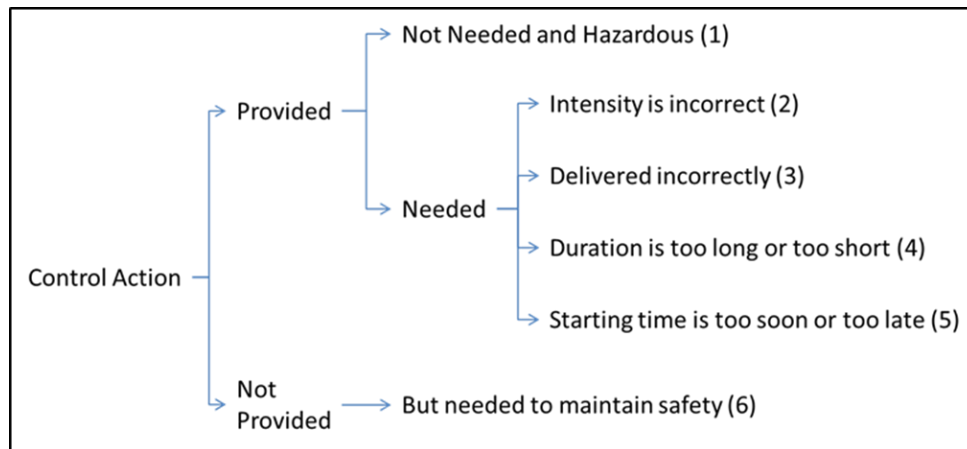 Not Needed and Hazardous (1)
Provided
Intensity is incorrect (2)
Delivered incorrectly (3)
Needed
Duration is too long or too short (4)
Control Action
Starting time is too soon or too late (5)
Not
Provided
But needed to maintain safety (6)